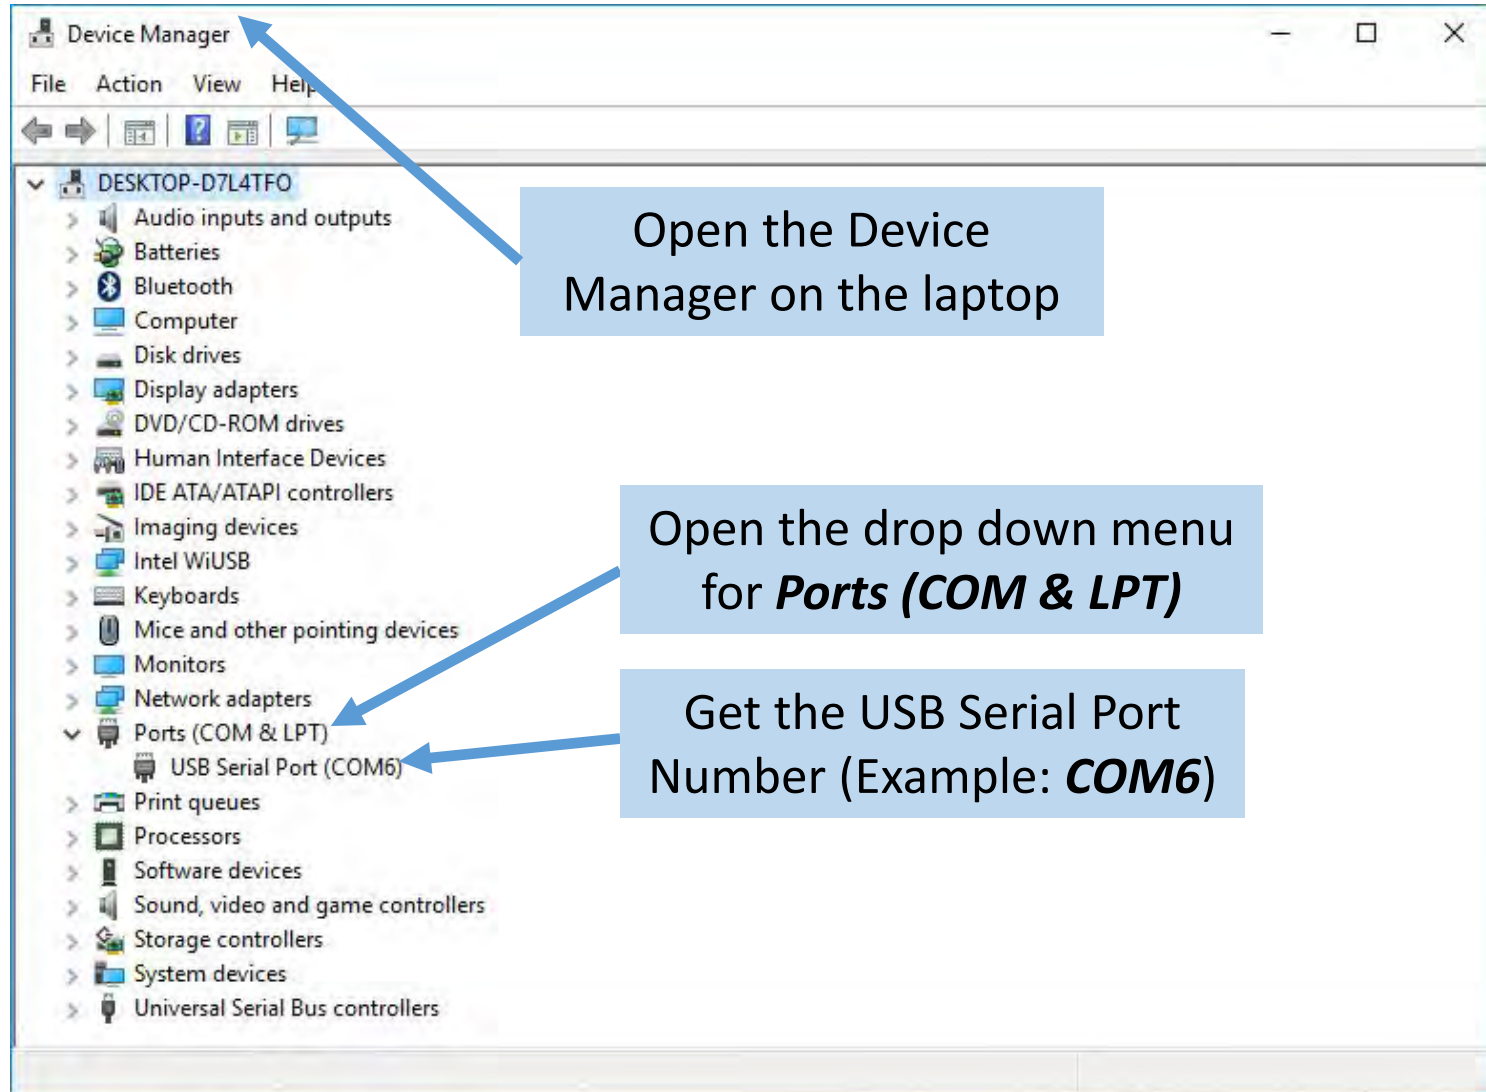 Device Manager
File Action View Help
DESKTOP-D7L4TFO
Audio inputs and outputs
Batteries
Bluetooth
Computer
Disk drives
Display adapters
DVD/CD-ROM drives
Human Interface Devices
IDE ATA/ATAPI controllers
Imaging devices
Intel WiUSB
Keyboards
Mice and other pointing devices
Monitors
Network adapters
Ports (COM & LPT)
USB Serial Port (COM6)
Print queues
Processors
Software devices
Sound, video and game controllers
Storage controllers
System devices
Universal Serial Bus controllers
Open the Device
Manager on the laptop
Open the drop down menu
for Ports (COM & LPT)
Get the USB Serial Port
Number (Example: COM6)